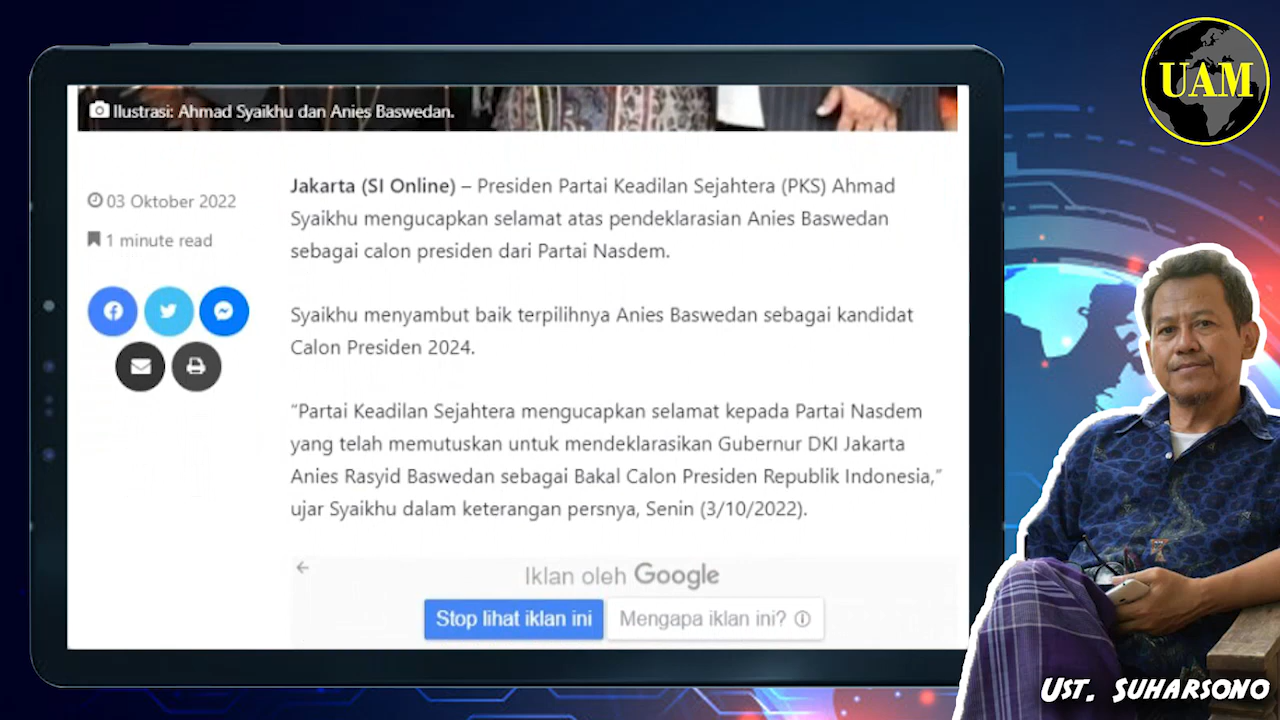 UAM
Ilustrasi: Ahmad Syaikhu dan Anies Baswedan.
03 Oktober 2022
1 minute read
Jakarta (SI Online) – Presiden Partai Keadilan Sejahtera (PKS) Ahmad
Syaikhu mengucapkan selamat atas pendeklarasian Anies Baswedan
sebagai calon presiden dari Partai Nasdem.
Syaikhu menyambut baik terpilihnya Anies Baswedan sebagai kandidat
Calon Presiden 2024.
“Partai Keadilan Sejahtera mengucapkan selamat kepada Partai Nasdem
yang telah memutuskan untuk mendeklarasikan Gubernur DKI Jakarta
Anies Rasyid Baswedan sebagai Bakal Calon Presiden Republik Indonesia,”
ujar Syaikhu dalam keterangan persnya, Senin (3/10/2022).
Iklan oleh Google
Stop lihat iklan ini
Mengapa iklan ini?
Ust. Suharsono